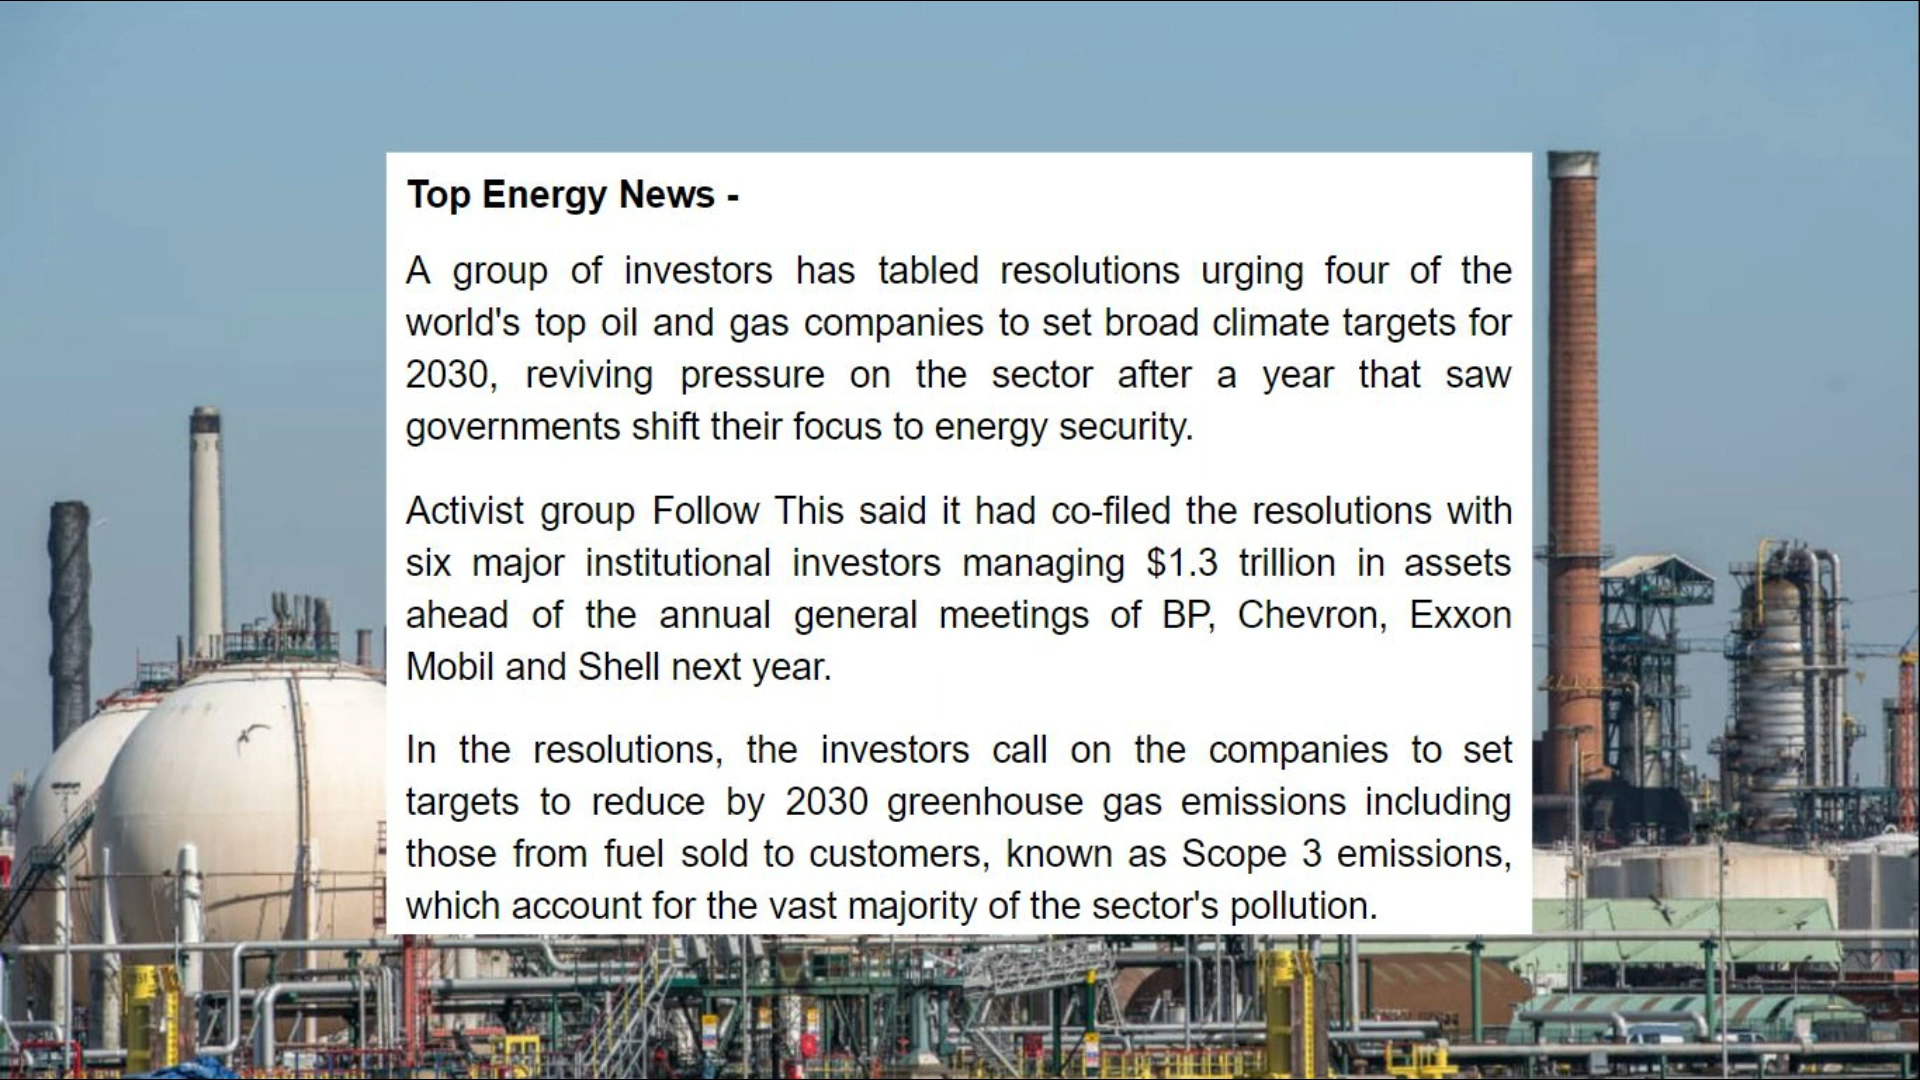 Top Energy News -
A group of investors has tabled resolutions urging four of the
world's top oil and gas companies to set broad climate targets for
2030, reviving pressure on the sector after a year that saw
governments shift their focus to energy security.
Activist group Follow This said it had co-filed the resolutions with
six major institutional investors managing $1.3 trillion in assets
ahead of the annual general meetings of BP, Chevron, Exxon
Mobil and Shell next year.
In the resolutions, the investors call on the companies to set
targets to reduce by 2030 greenhouse gas emissions including
those from fuel sold to customers, known as Scope 3 emissions,
which account for the vast majority of the sector's pollution.